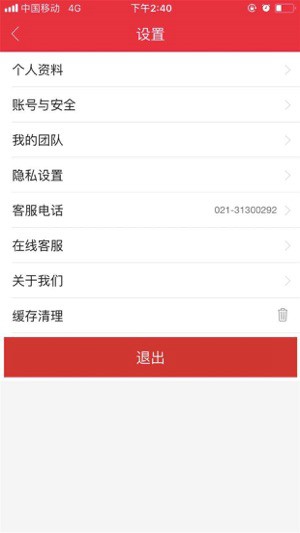 中国移动 4G 下午2:40
设置
个人资料
账号与安全
我的团队
隐私设置
客服电话 021-31300292
在线客服
关于我们
缓存清理
退出